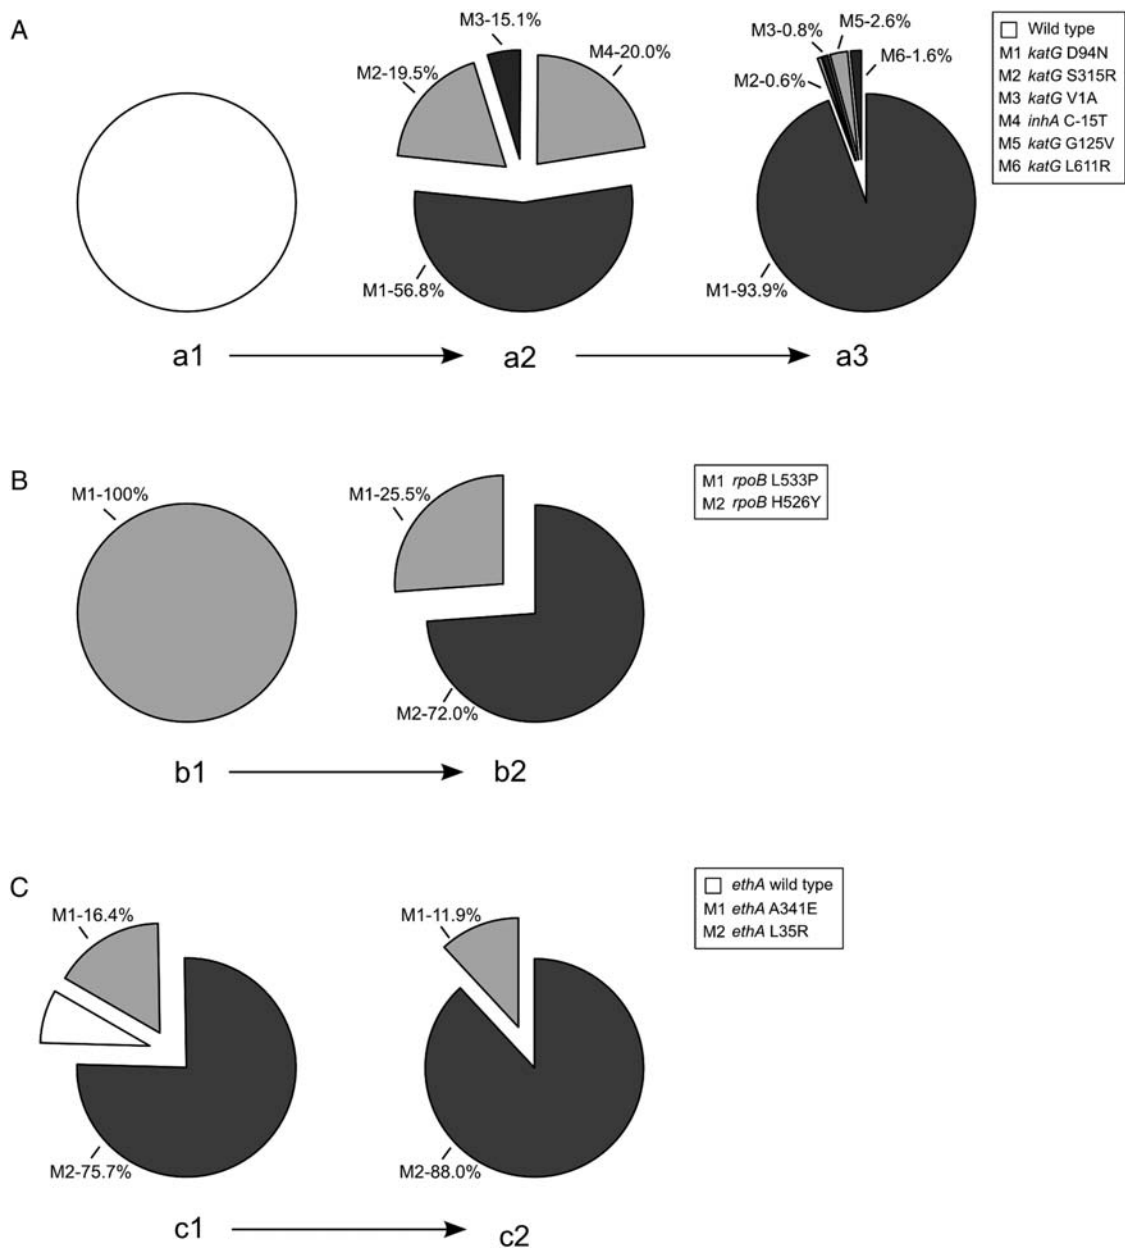 A
M3-15.1%
M2-19.5%
M4-20.0%
M1-56.8%
M3-0.8%
M5-2.6%
M2-0.6%
M6-1.6%
M1-93.9%
Wild type
M1 katG D94N
M2 katG S315R
M3 katG V1A
M4 inhA C-15T
M5 katG G125V
M6 katG L611R
a1
a2
a3
B
M1-100%
M1-25.5%
M2-72.0%
M1 rpoB L533P
M2 rpoB H526Y
b1
b2
C
M1-16.4%
M2-75.7%
M1-11.9%
M2-88.0%
ethA wild type
M1 ethA A341E
M2 ethA L35R
c1
c2